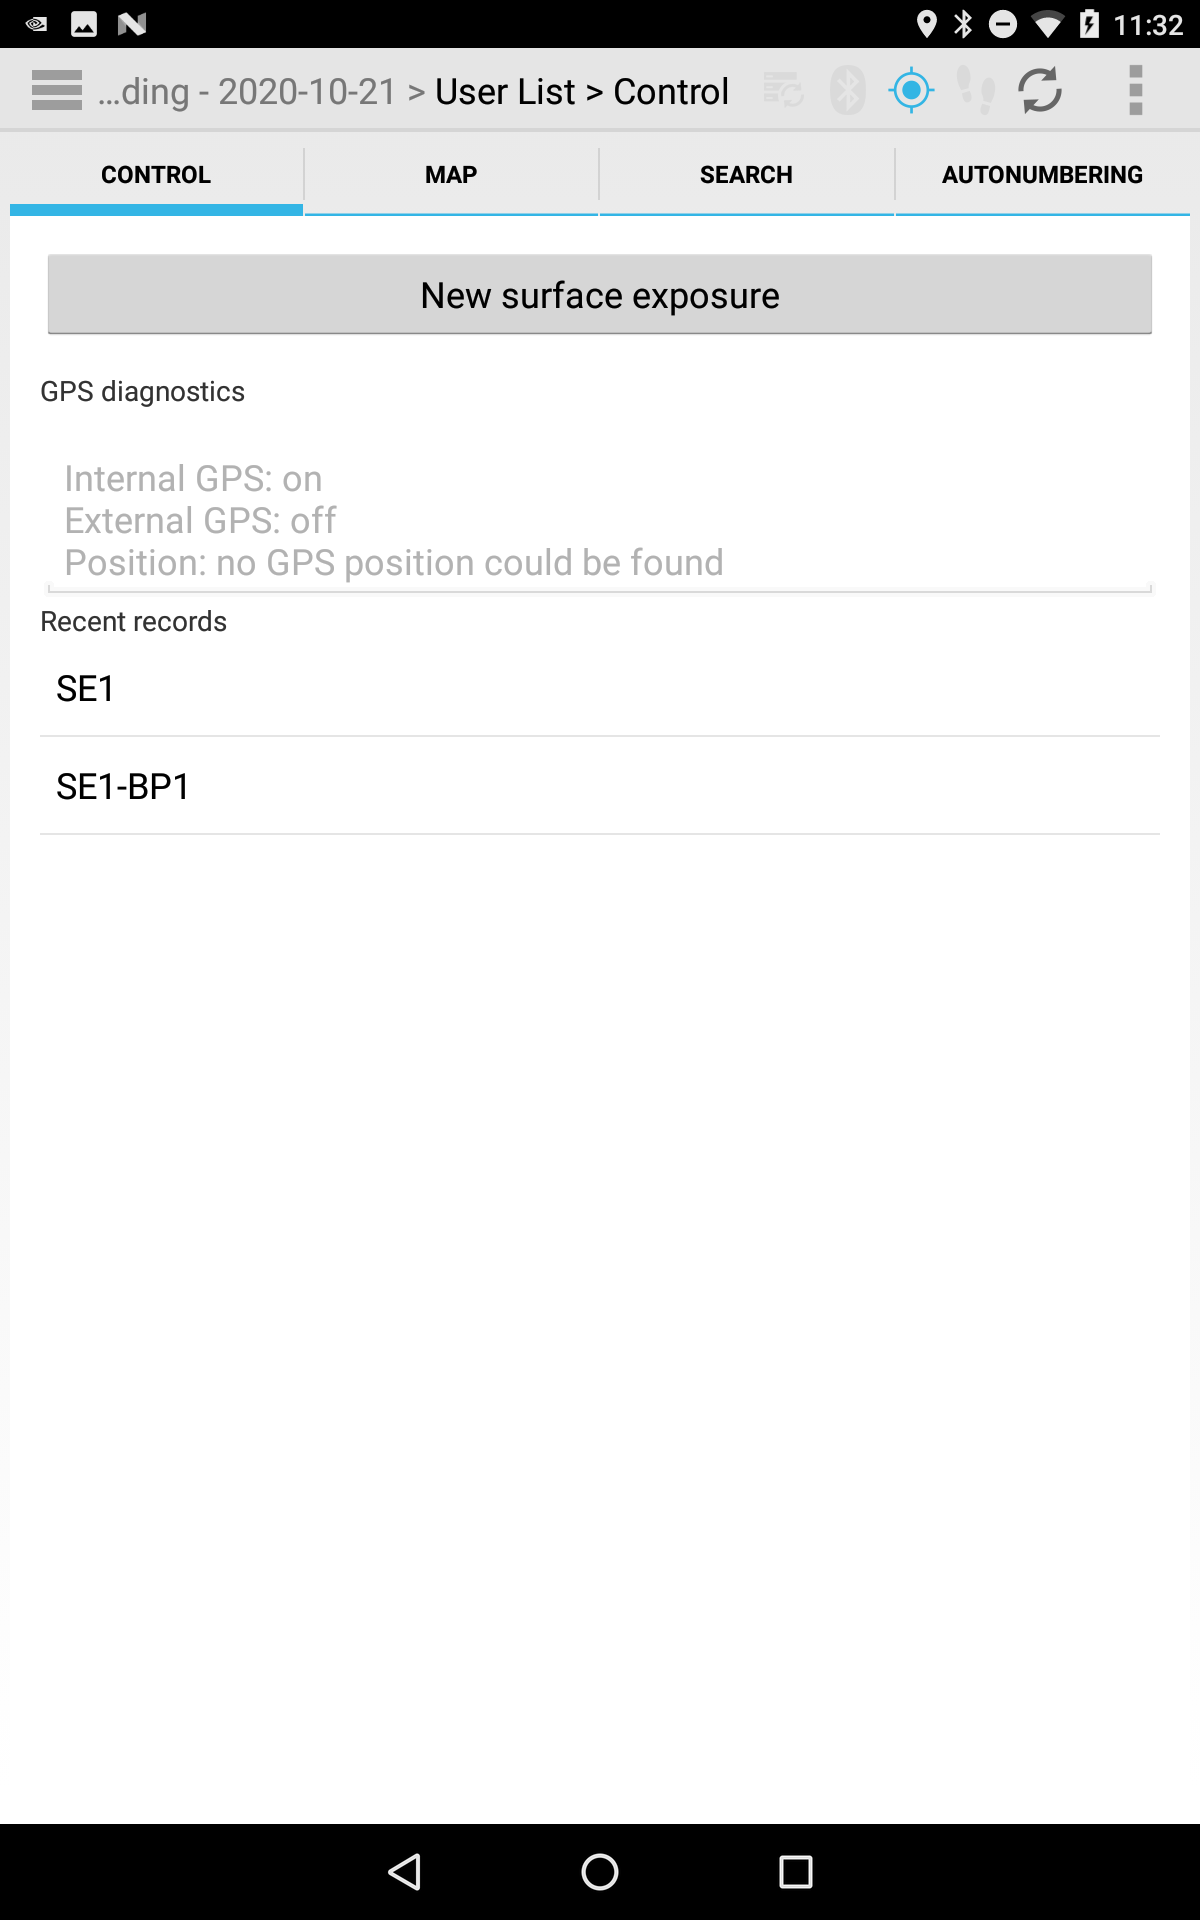 11:32
...ding - 2020-10-21 > User List > Control
CONTROL
MAP
SEARCH
AUTONUMBERING
New surface exposure
GPS diagnostics
Internal GPS: on
External GPS: off
Position: no GPS position could be found
Recent records
SE1
SE1-BP1